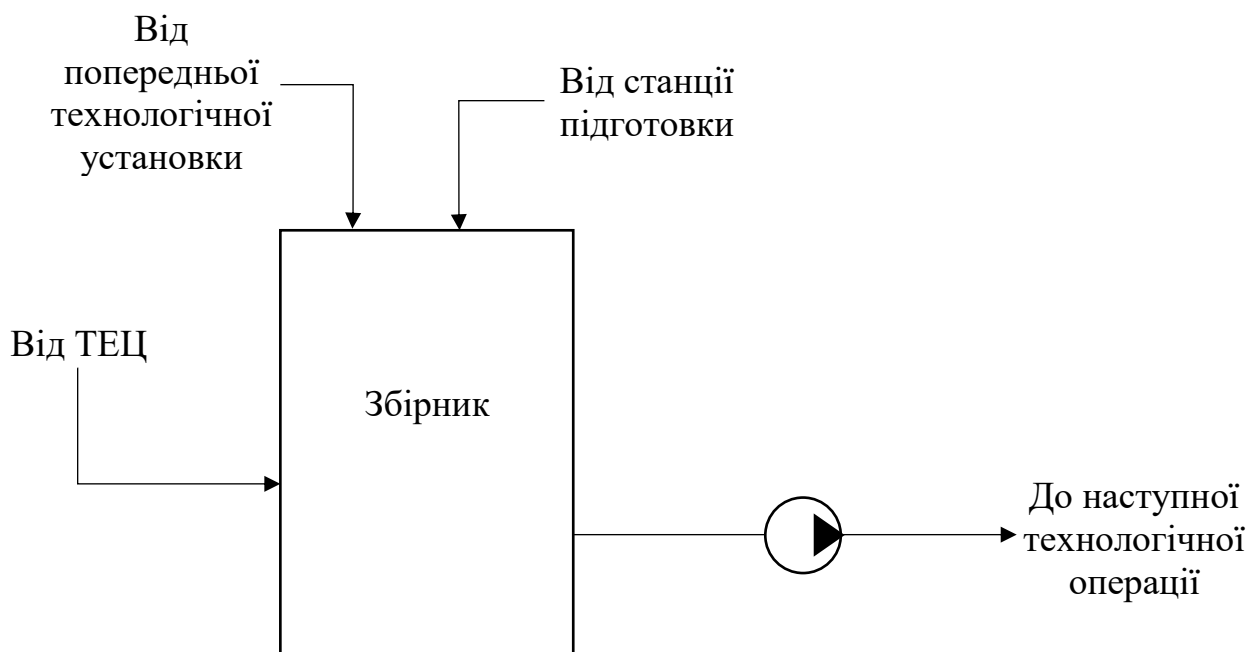 Від
попередньої
технологічної
установки
Від станції
підготовки
Від ТЕЦ
Збірник
До наступної
технологічної
операції